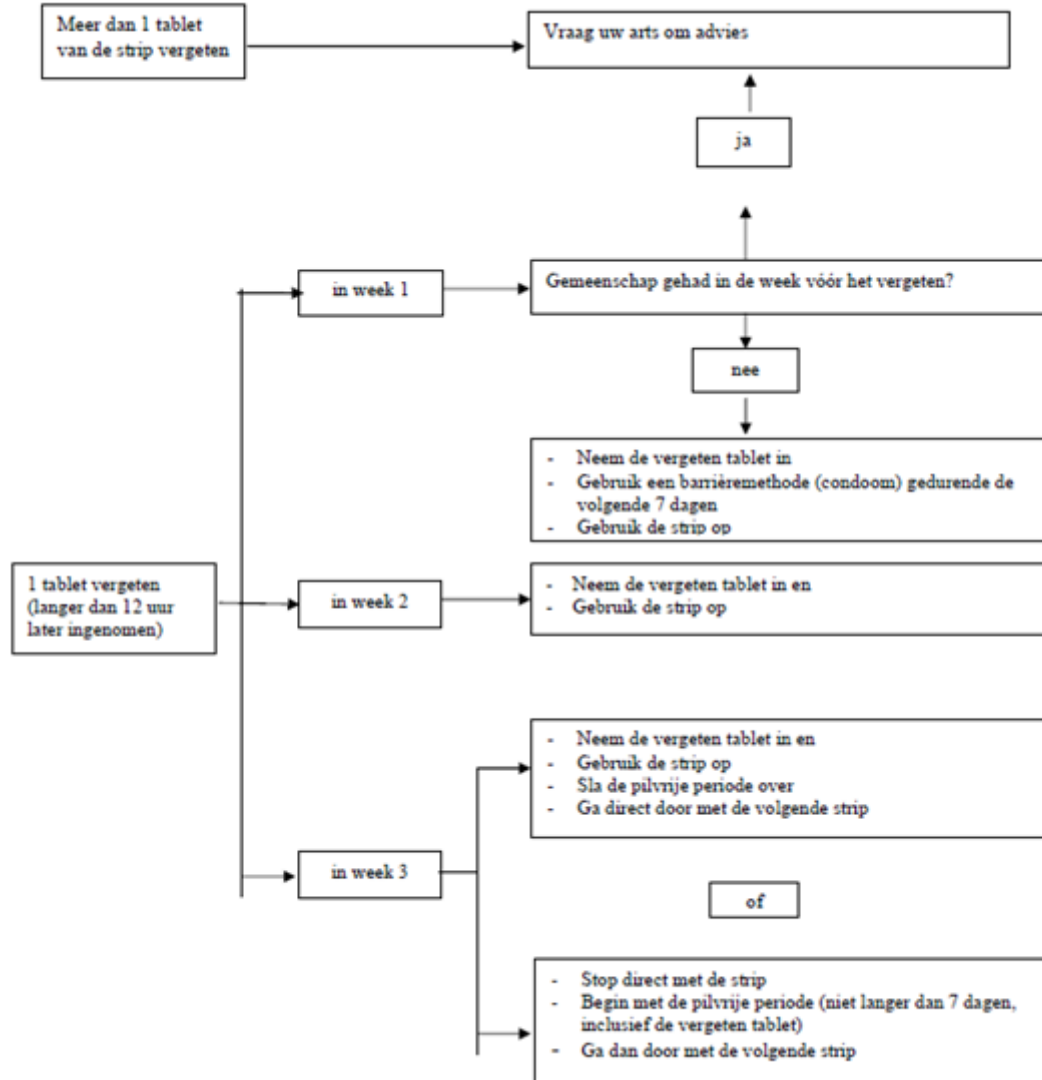 Meer dan 1 tablet
van de strip vergeten
Vraag uw arts om advies
ja
in week 1
Gemeenschap gehad in de week vóór het vergeten?
nee
- Neem de vergeten tablet in
- Gebruik een barrièremethode (condoom) gedurende de
volgende 7 dagen
- Gebruik de strip op
1 tablet vergeten
(langer dan 12 uur
later ingenomen)
in week 2
- Neem de vergeten tablet in en
- Gebruik de strip op
in week 3
- Neem de vergeten tablet in en
- Gebruik de strip op
- Sla de pilvrije periode over
- Ga direct door met de volgende strip
of
- Stop direct met de strip
- Begin met de pilvrije periode (niet langer dan 7 dagen,
inclusief de vergeten tablet)
- Ga dan door met de volgende strip